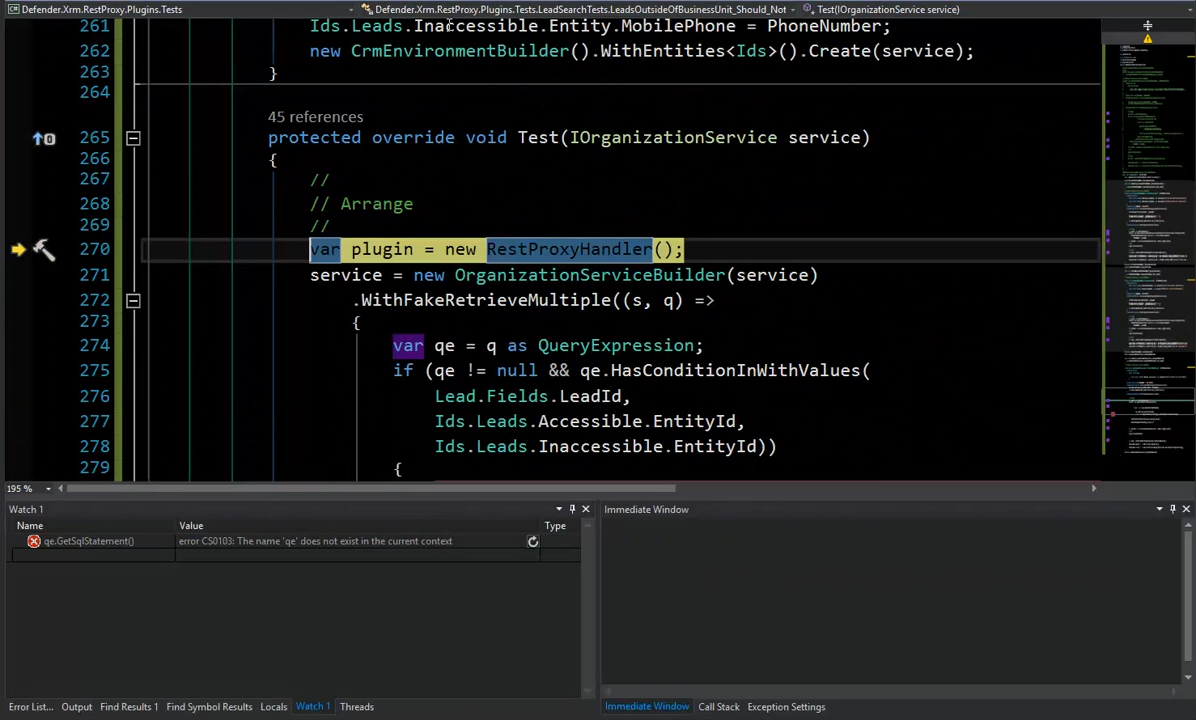 Defender.Xrm.RestProxy.Plugins.Tests
Defender.Xrm.RestProxy.Plugins.Tests.LeadSearchTests.LeadsOutsideOfBusinessUnit_Should_Not
Test(IOrganizationService service)
261 Ids.Leads.Inaccessible.Entity.MobilePhone = PhoneNumber;
262 new CrmEnvironmentBuilder().WithEntities<Ids>().Create(service);
263 }
264
45 references
265 protected override void Test(IOrganizationService service)
266 {
267 //
268 // Arrange
269 //
270 var plugin = new RestProxyHandler();
271 service = new OrganizationServiceBuilder(service)
272 .WithFakeRetrieveMultiple((s, q) =>
273 {
274 var qe = q as QueryExpression;
275 if (qe != null && qe.HasConditionInWithValues(
276 Lead.Fields.LeadId,
277 Ids.Leads.Accessible.EntityId,
278 Ids.Leads.Inaccessible.EntityId))
279 {
195 %
Watch 1
Name Value Type
qe.GetSqlStatement() error CS0103: The name 'qe' does not exist in the current context
Immediate Window
Error List... Output Find Results 1 Find Symbol Results Locals Watch 1 Threads
Immediate Window Call Stack Exception Settings